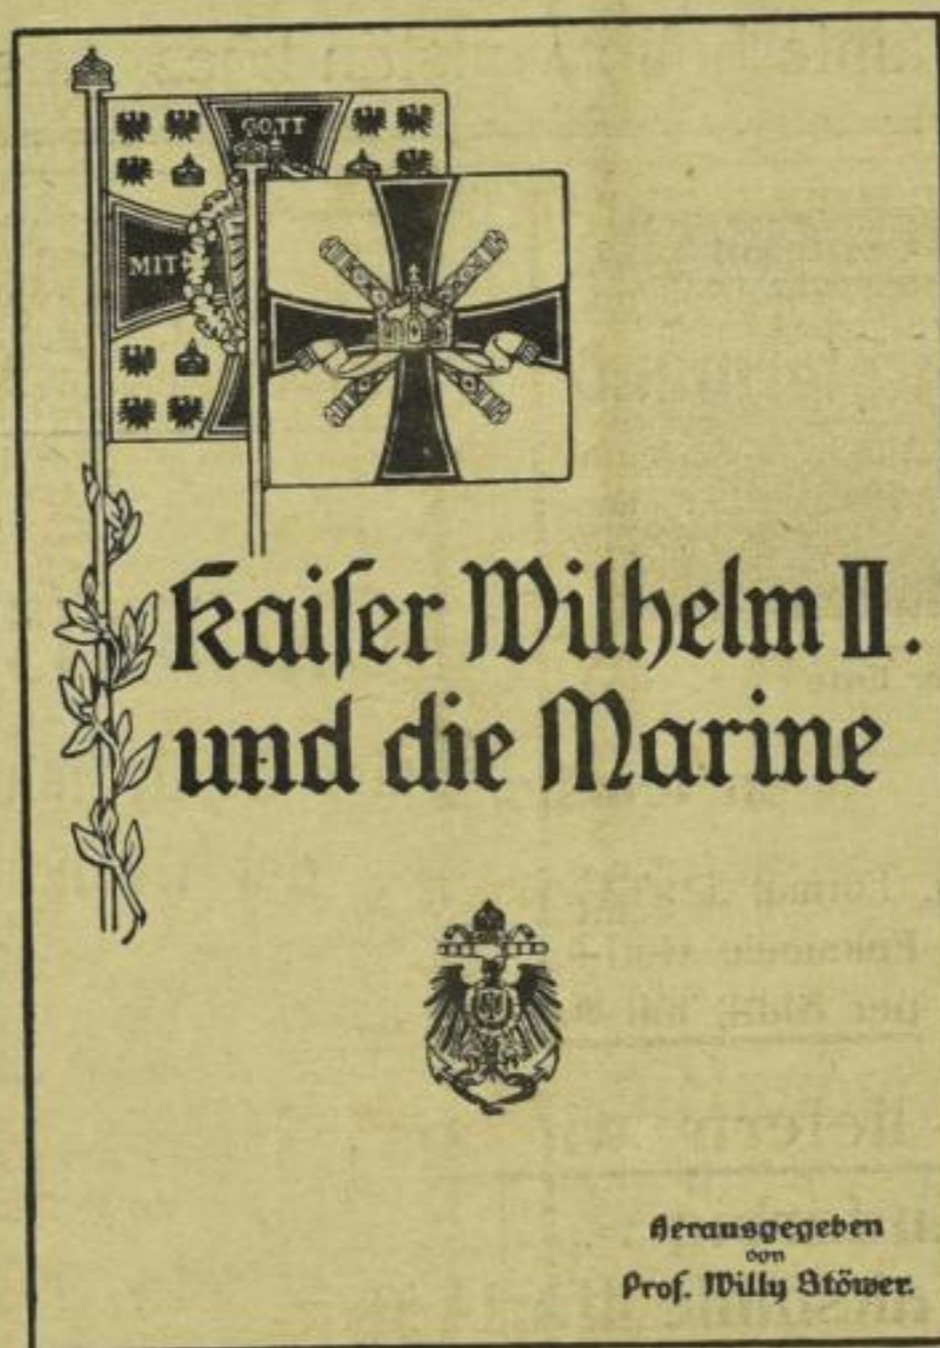 GOTT
MIT
Kaiſer Wilhelm II.
und die Marine
Herausgegeben
von
Prof. Willy Stöwer.